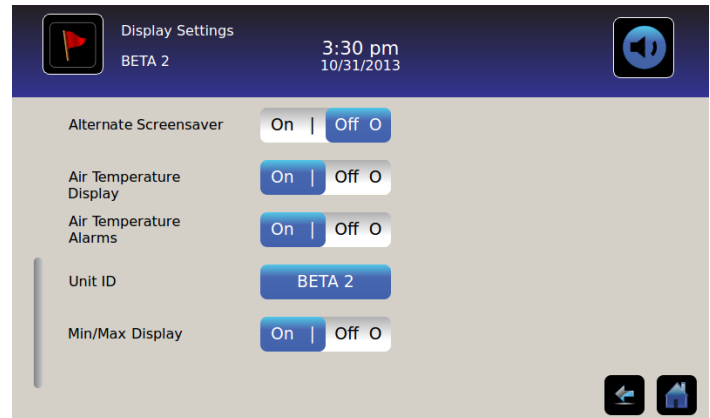 Display Settings
BETA 2
3:30 pm
10/31/2013
Alternate Screensaver On | Off O
Air Temperature
Display
On | Off O
Air Temperature
Alarms
On | Off O
Unit ID BETA 2
Min/Max Display On | Off O